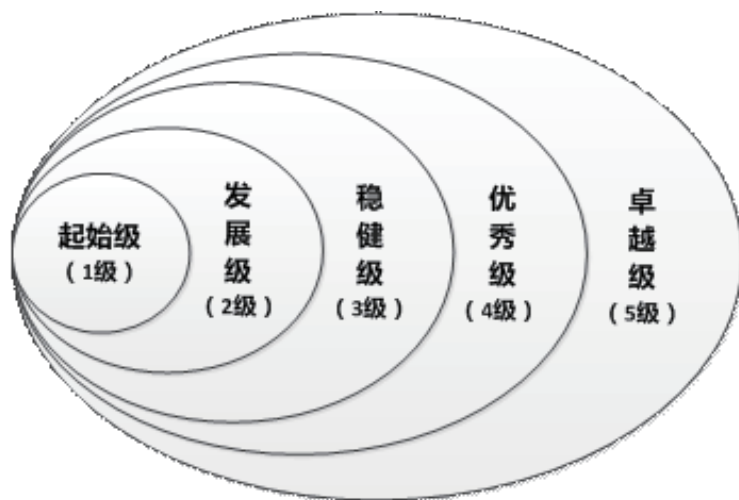 起始级
（1级）
发展级
（2级）
稳健级
（3级）
优秀级
（4级）
卓越级
（5级）